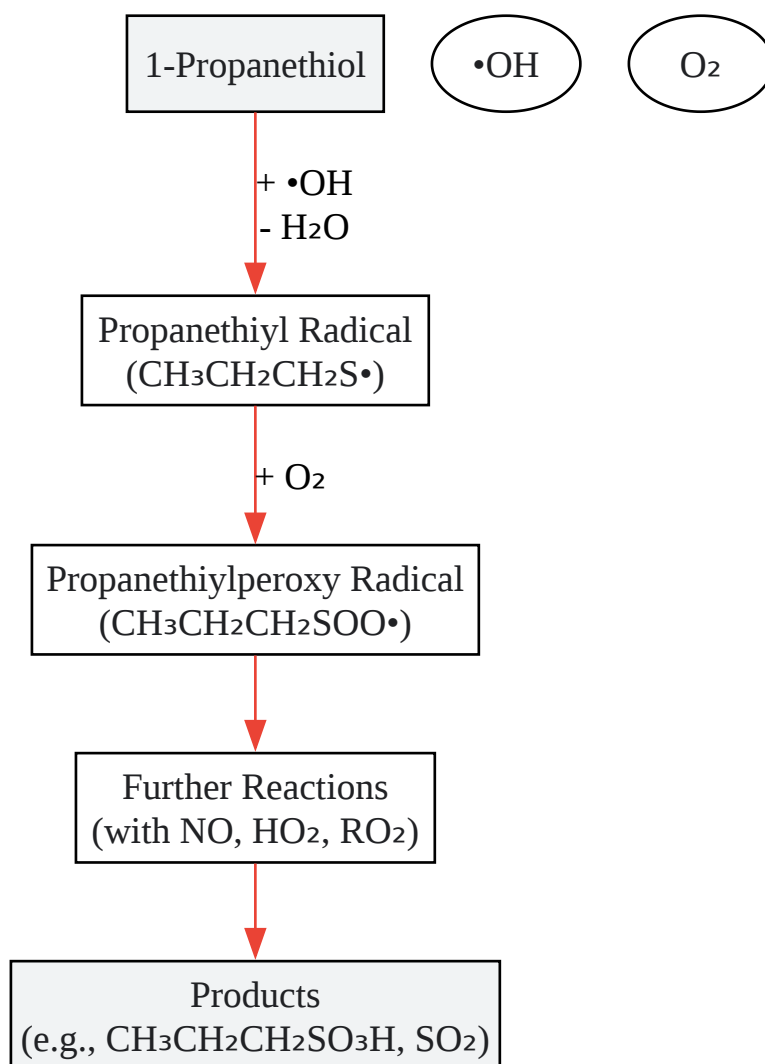 1-Propanethiol
•OH
O₂
+ •OH
- H₂O
Propanethiyl Radical
(CH₃CH₂CH₂S•)
+ O₂
Propanethiylperoxy Radical
(CH₃CH₂CH₂SOO•)
Further Reactions
(with NO, HO₂, RO₂)
Products
(e.g., CH₃CH₂CH₂SO₃H, SO₂)